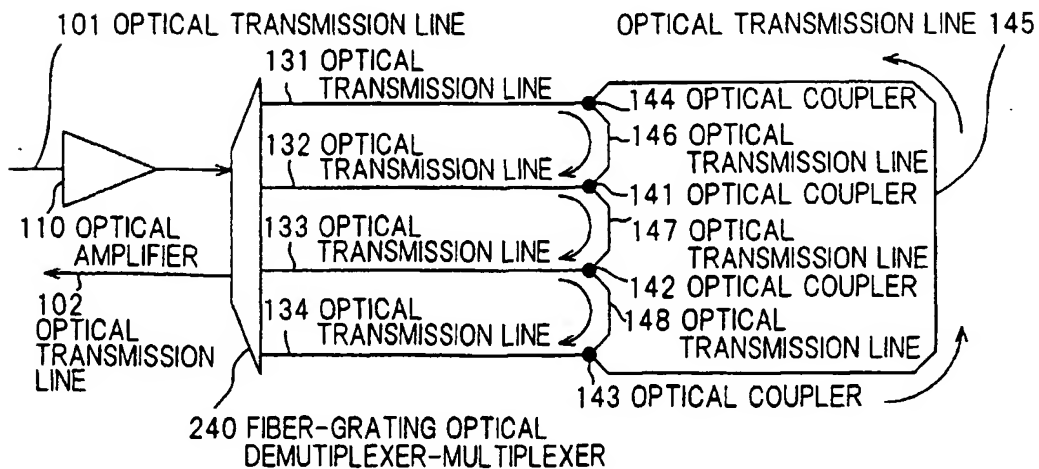 101 OPTICAL TRANSMISSION LINE
OPTICAL TRANSMISSION LINE 145
131 OPTICAL
TRANSMISSION LINE
144 OPTICAL COUPLER
146 OPTICAL
TRANSMISSION LINE
132 OPTICAL
TRANSMISSION LINE
141 OPTICAL COUPLER
110 OPTICAL
AMPLIFIER
133 OPTICAL
TRANSMISSION LINE
147 OPTICAL
TRANSMISSION LINE
142 OPTICAL COUPLER
102
OPTICAL
TRANSMISSION
LINE
134 OPTICAL
TRANSMISSION LINE
148 OPTICAL
TRANSMISSION LINE
143 OPTICAL COUPLER
240 FIBER-GRATING OPTICAL
DEMUTIPLEXER-MULTIPLEXER